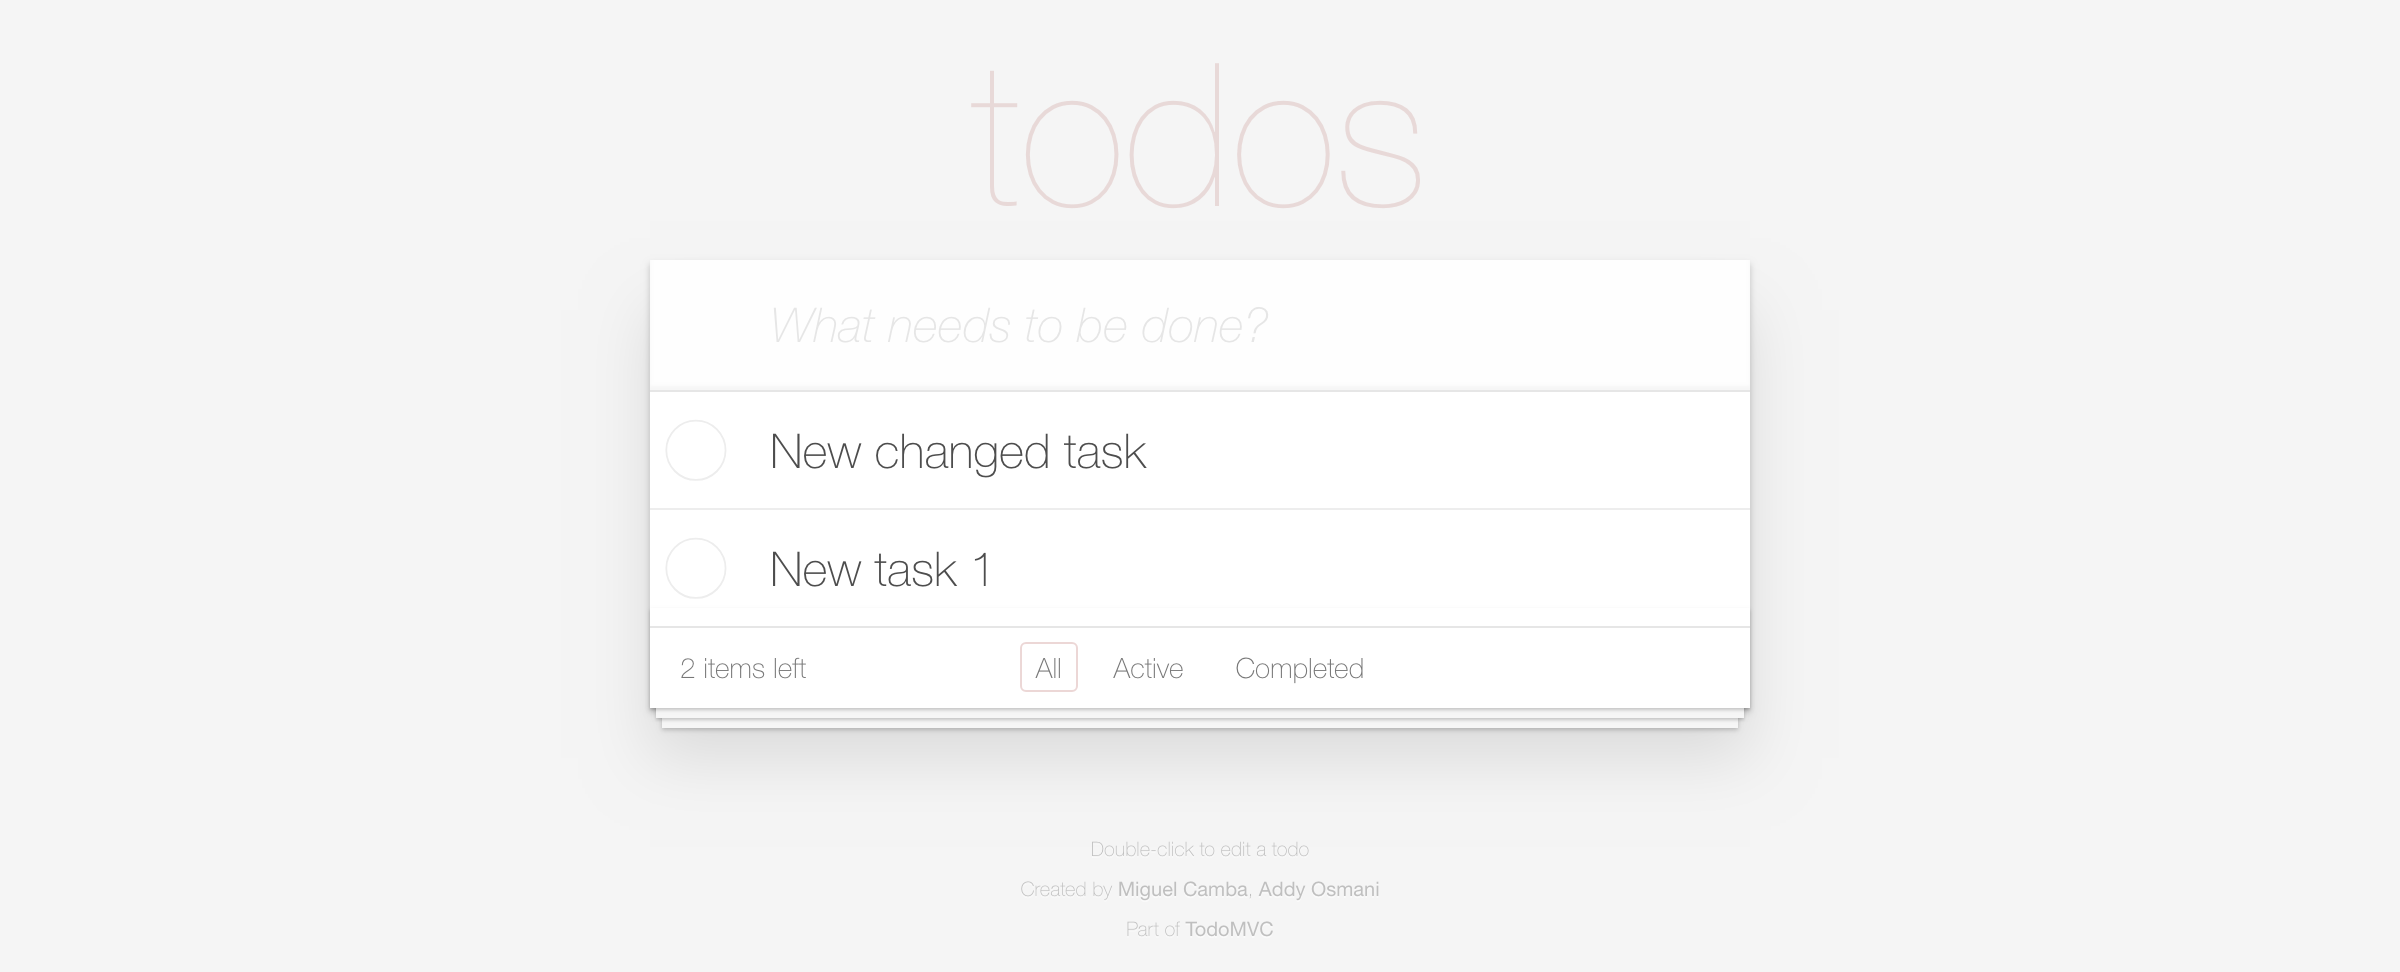 todos
What needs to be done?
New changed task
New task 1
2 items left All Active Completed
Double-click to edit a todo
Created by Miguel Camba, Addy Osmani
Part of TodoMVC